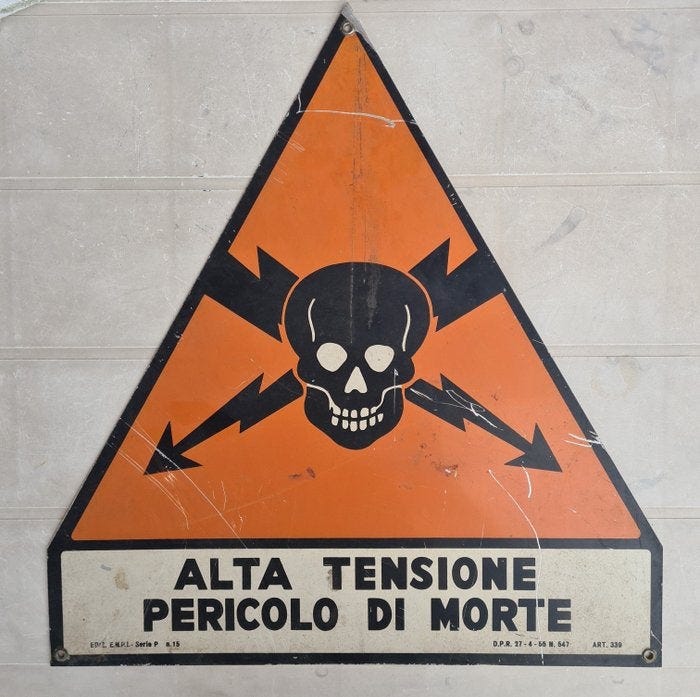 ALTA TENSIONE
PERICOLO DI MORTE
EDIZ. E.N.P.I. - Serie P n.15 D.P.R. 27-4-55 N. 547 ART. 339